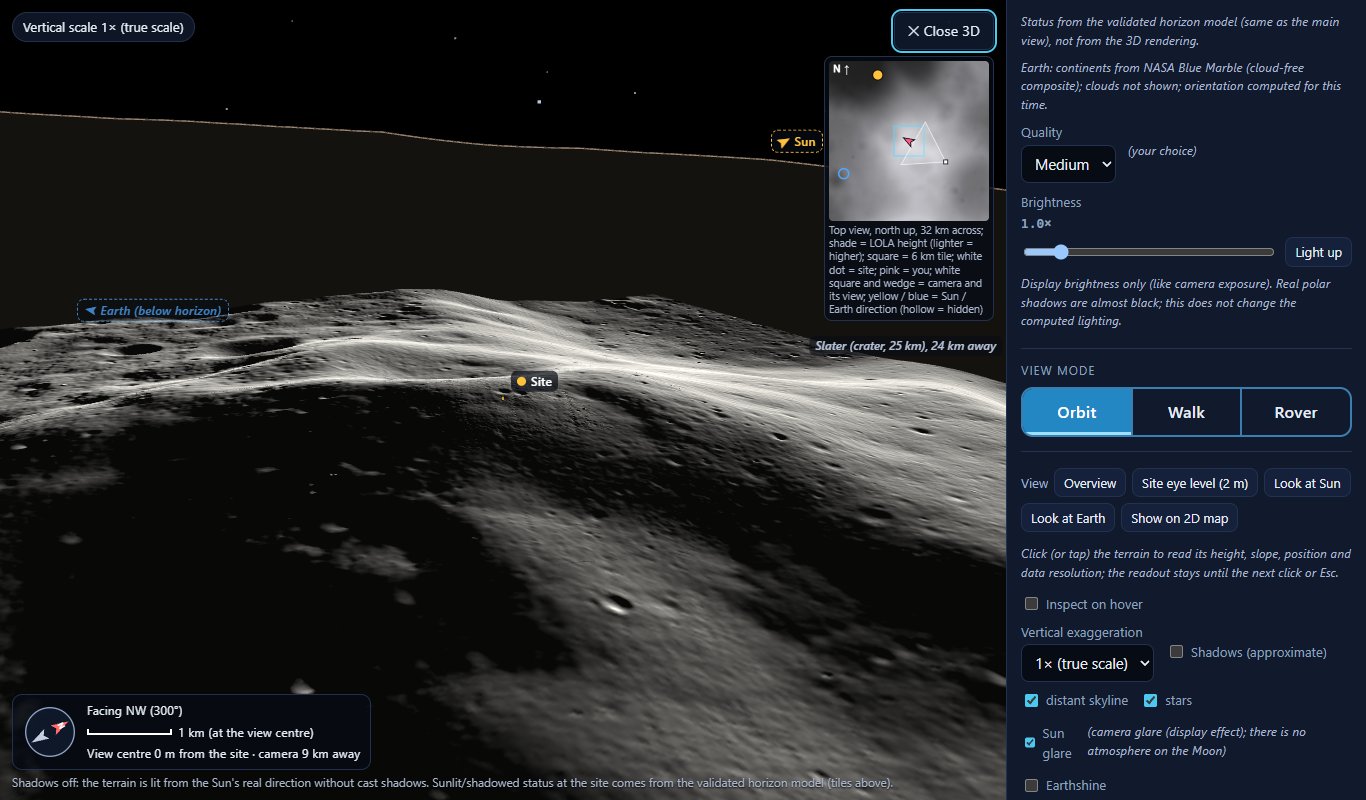 Vertical scale 1× (true scale)
✕ Close 3D
N ↑
Sun
Top view, north up, 32 km across;
shade = LOLA height (lighter =
higher); square = 6 km tile; white
dot = site; pink = you; white
square and wedge = camera and
its view; yellow / blue = Sun /
Earth direction (hollow = hidden)
Earth (below horizon)
Slater (crater, 25 km), 24 km away
Site
Facing NW (300°)
1 km (at the view centre)
View centre 0 m from the site · camera 9 km away
Shadows off: the terrain is lit from the Sun's real direction without cast shadows. Sunlit/shadowed status at the site comes from the validated horizon model (tiles above).
Status from the validated horizon model (same as the main
view), not from the 3D rendering.
Earth: continents from NASA Blue Marble (cloud-free
composite); clouds not shown; orientation computed for this
time.
Quality
Medium
(your choice)
Brightness
1.0×
Light up
Display brightness only (like camera exposure). Real polar
shadows are almost black; this does not change the
computed lighting.
VIEW MODE
Orbit
Walk
Rover
View
Overview
Site eye level (2 m)
Look at Sun
Look at Earth
Show on 2D map
Click (or tap) the terrain to read its height, slope, position and
data resolution; the readout stays until the next click or Esc.
Inspect on hover
Vertical exaggeration
1× (true scale)
Shadows (approximate)
distant skyline
stars
Sun
glare
(camera glare (display effect); there is no
atmosphere on the Moon)
Earthshine